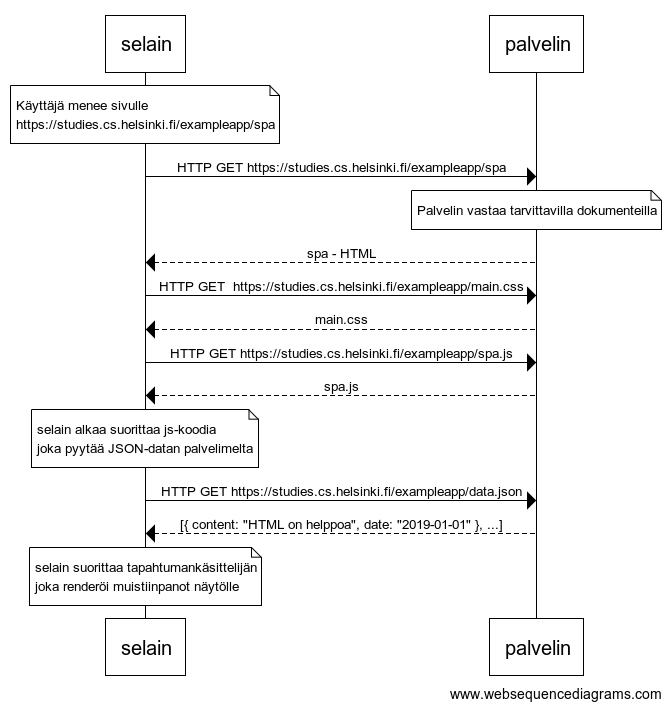 selain
palvelin
Käyttäjä menee sivulle
https://studies.cs.helsinki.fi/exampleapp/spa
HTTP GET https://studies.cs.helsinki.fi/exampleapp/spa
Palvelin vastaa tarvittavilla dokumenteilla
spa - HTML
HTTP GET  https://studies.cs.helsinki.fi/exampleapp/main.css
main.css
HTTP GET https://studies.cs.helsinki.fi/exampleapp/spa.js
spa.js
selain alkaa suorittaa js-koodia
joka pyytää JSON-datan palvelimelta
HTTP GET https://studies.cs.helsinki.fi/exampleapp/data.json
[{ content: "HTML on helppoa", date: "2019-01-01" }, ...]
selain suorittaa tapahtumankäsittelijän
joka renderöi muistiinpanot näytölle
selain
palvelin
www.websequencediagrams.com